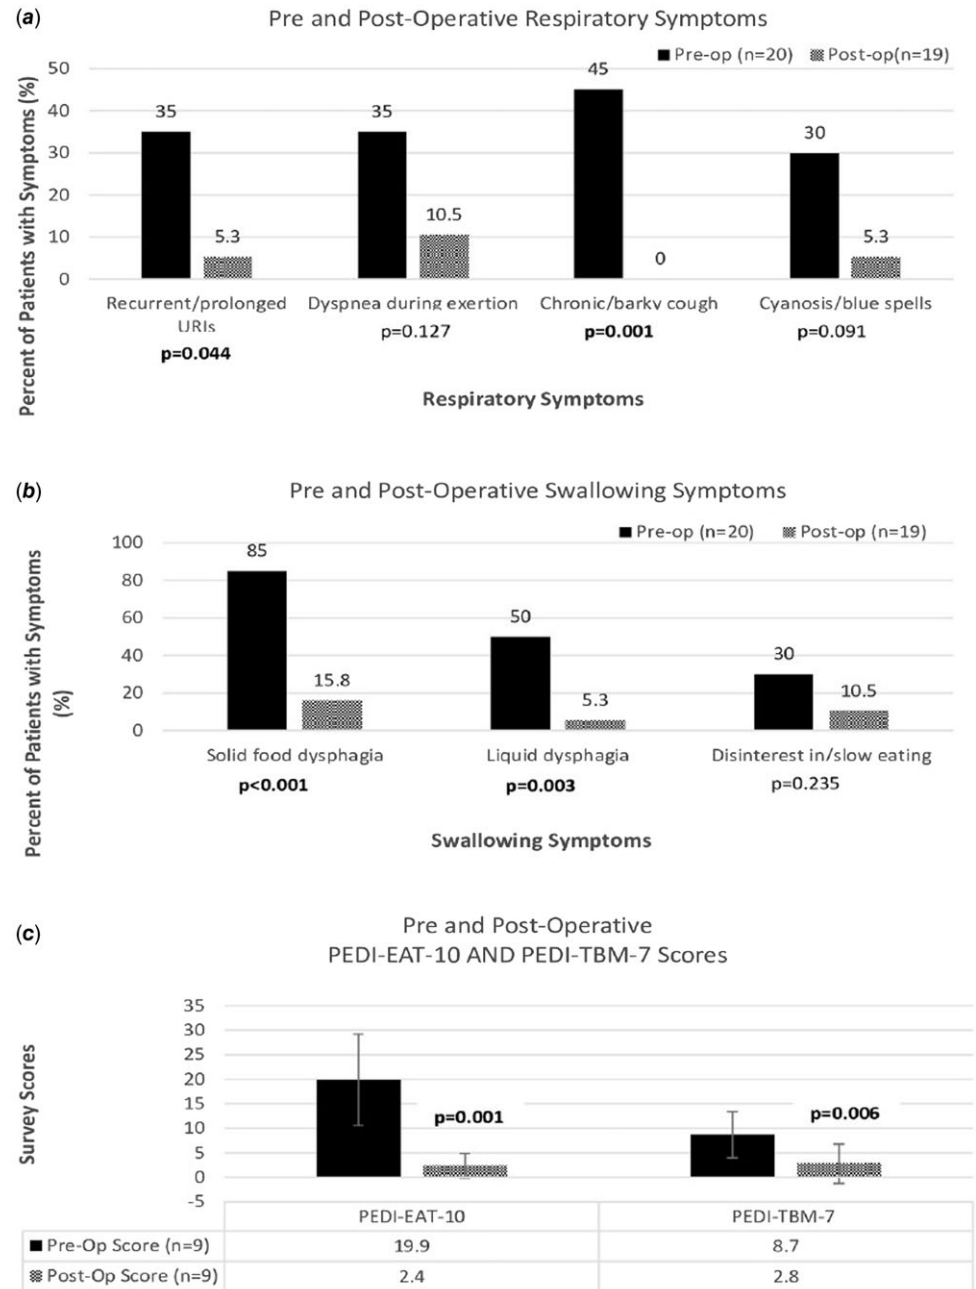 (a)
Pre and Post-Operative Respiratory Symptoms
Pre-op (n=20) Post-op(n=19)
Percent of Patients with Symptoms (%)
50
40
30
20
10
0
35
5.3
35
10.5
45
0
30
5.3
Recurrent/prolonged
URIs
p=0.044
Dyspnea during exertion
p=0.127
Chronic/barky cough
p=0.001
Cyanosis/blue spells
p=0.091
Respiratory Symptoms
(b)
Pre and Post-Operative Swallowing Symptoms
Pre-op (n=20) Post-op (n=19)
Percent of Patients with Symptoms
(%)
100
80
60
40
20
0
85
15.8
50
5.3
30
10.5
Solid food dysphagia
p<0.001
Liquid dysphagia
p=0.003
Disinterest in/slow eating
p=0.235
Swallowing Symptoms
(c)
Pre and Post-Operative
PEDI-EAT-10 AND PEDI-TBM-7 Scores
Survey Scores
35
30
25
20
15
10
5
0
-5
p=0.001
p=0.006
PEDI-EAT-10 PEDI-TBM-7
Pre-Op Score (n=9) 19.9 8.7
Post-Op Score (n=9) 2.4 2.8